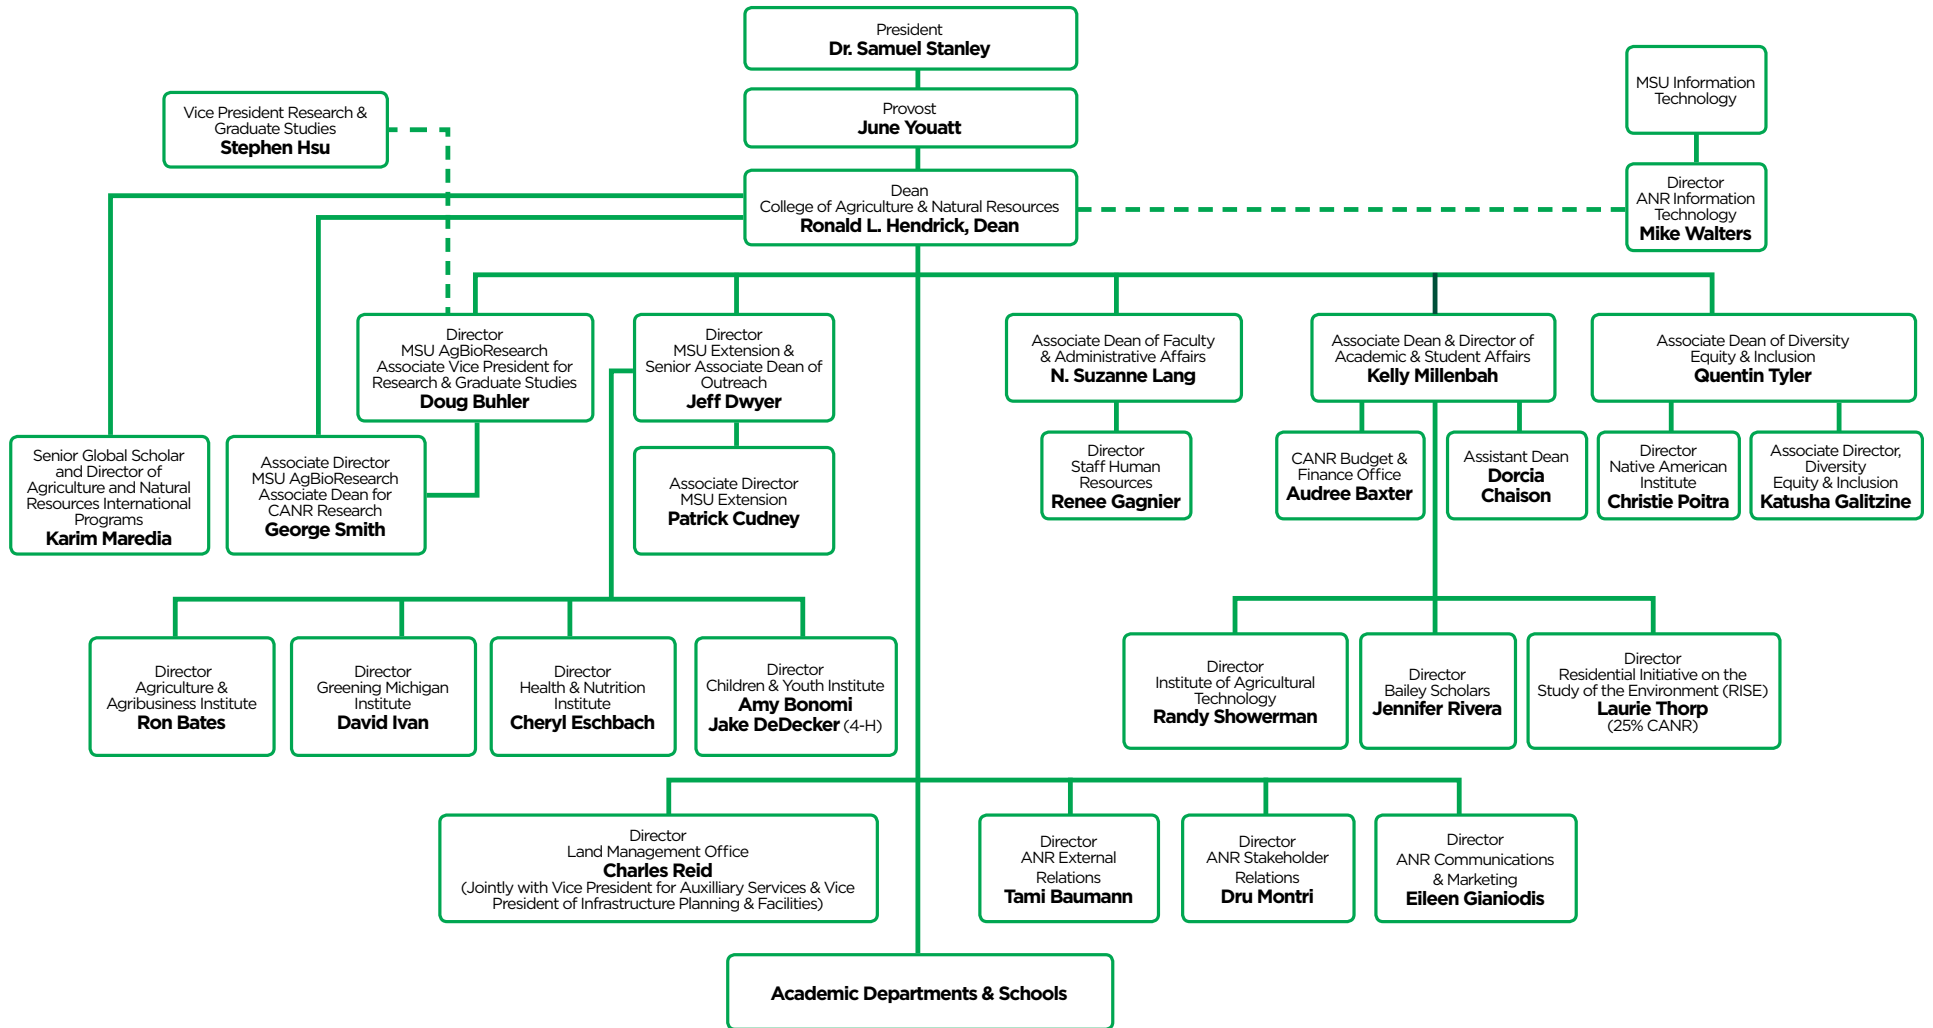 President
Dr. Samuel Stanley
Provost
June Youatt
Vice President Research &
Graduate Studies
Stephen Hsu
MSU Information
Technology
Dean
College of Agriculture & Natural Resources
Ronald L. Hendrick, Dean
Director
ANR Information
Technology
Mike Walters
Director
MSU AgBioResearch
Associate Vice President for
Research & Graduate Studies
Doug Buhler
Director
MSU Extension &
Senior Associate Dean of
Outreach
Jeff Dwyer
Associate Dean of Faculty
& Administrative Affairs
N. Suzanne Lang
Associate Dean & Director of
Academic & Student Affairs
Kelly Millenbah
Associate Dean of Diversity
Equity & Inclusion
Quentin Tyler
Senior Global Scholar
and Director of
Agriculture and Natural
Resources International
Programs
Karim Maredia
Associate Director
MSU AgBioResearch
Associate Dean for
CANR Research
George Smith
Associate Director
MSU Extension
Patrick Cudney
Director
Staff Human
Resources
Renee Gagnier
CANR Budget &
Finance Office
Audree Baxter
Assistant Dean
Dorcia
Chaison
Director
Native American
Institute
Christie Poitra
Associate Director,
Diversity
Equity & Inclusion
Katusha Galitzine
Director
Agriculture &
Agribusiness Institute
Ron Bates
Director
Greening Michigan
Institute
David Ivan
Director
Health & Nutrition
Institute
Cheryl Eschbach
Director
Children & Youth Institute
Amy Bonomi
Jake DeDecker (4-H)
Director
Institute of Agricultural
Technology
Randy Showerman
Director
Bailey Scholars
Jennifer Rivera
Director
Residential Initiative on the
Study of the Environment (RISE)
Laurie Thorp
(25% CANR)
Director
Land Management Office
Charles Reid
(Jointly with Vice President for Auxilliary Services & Vice
President of Infrastructure Planning & Facilities)
Director
ANR External
Relations
Tami Baumann
Director
ANR Stakeholder
Relations
Dru Montri
Director
ANR Communications
& Marketing
Eileen Gianiodis
Academic Departments & Schools